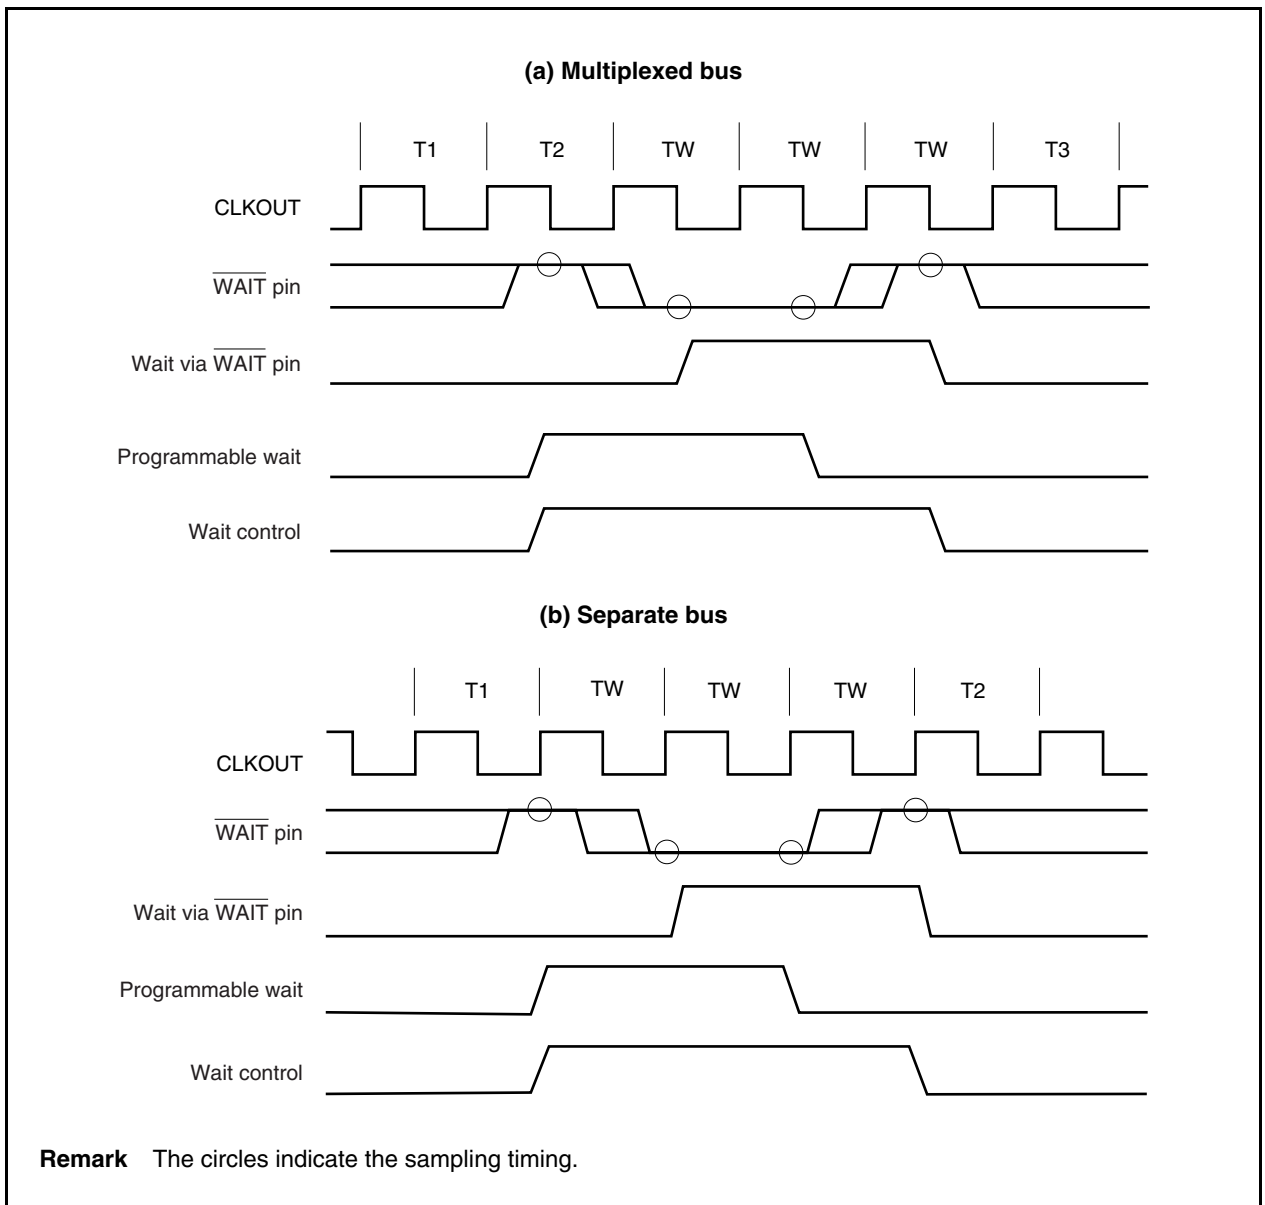 (a) Multiplexed bus
T1 T2 TW TW TW T3
CLKOUT
WAIT pin
Wait via WAIT pin
Programmable wait
Wait control
(b) Separate bus
T1 TW TW TW T2
CLKOUT
WAIT pin
Wait via WAIT pin
Programmable wait
Wait control
Remark The circles indicate the sampling timing.